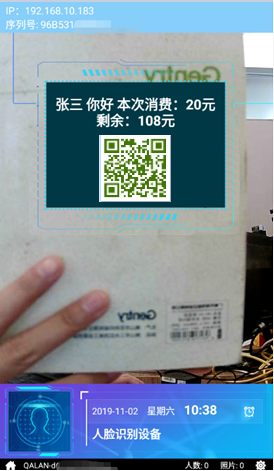 IP：192.168.10.183
序列号: 96B531
Gentry
张三 你好 本次消费：20元
剩余：108元
Gentry
2019-11-02 星期六 10:38
人脸识别设备
人数: 0 照片: 0